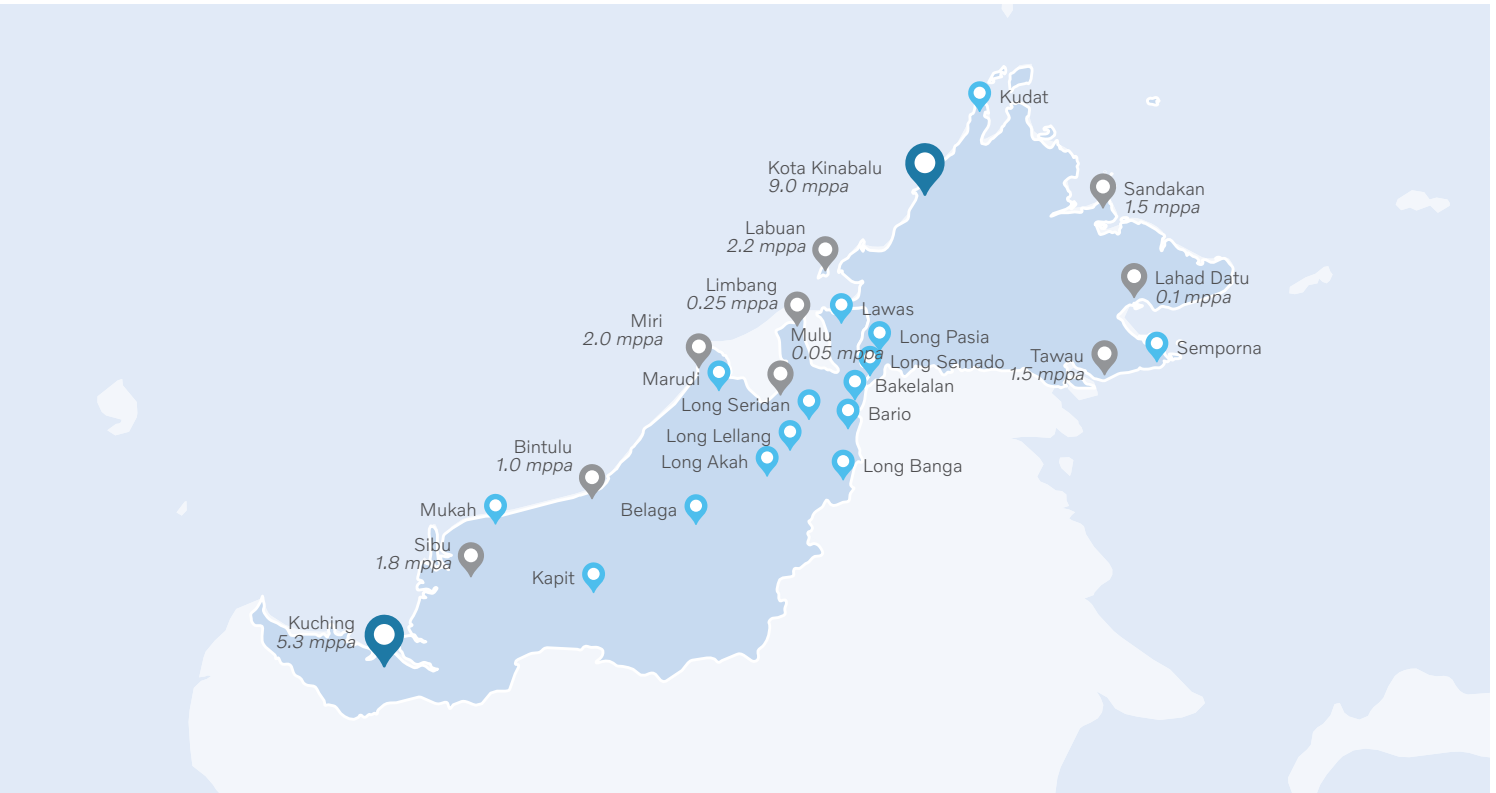 Kudat
Kota Kinabalu
9.0 mppa
Sandakan
1.5 mppa
Labuan
2.2 mppa
Lahad Datu
0.1 mppa
Limbang
0.25 mppa
Lawas
Miri
2.0 mppa
Mulu
0.05 mppa
Long Pasia
Semporna
Long Semado
Tawau
1.5 mppa
Marudi
Bakelalan
Long Seridan
Bario
Long Lellang
Long Akah
Long Banga
Bintulu
1.0 mppa
Mukah
Belaga
Sibu
1.8 mppa
Kapit
Kuching
5.3 mppa